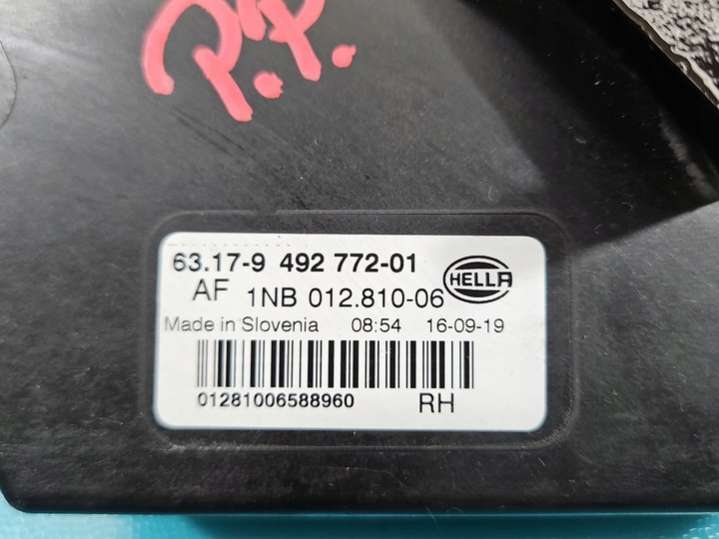 P.P.
63.17-9 492 772-01
HELLA
AF 1NB 012.810-06
Made in Slovenia 08:54 16-09-19
01281006588960 RH